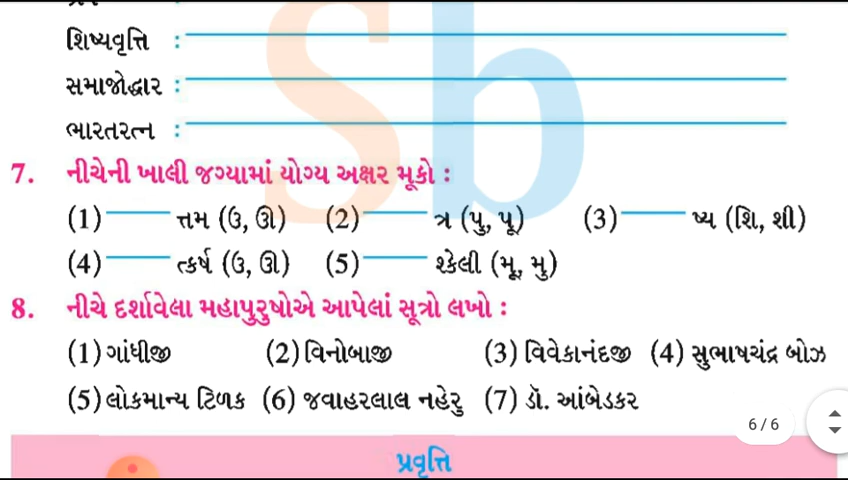 શિષ્યવૃત્તિ :
સમાજોદ્ધાર :
ભારતરત્ન :
7. નીચેની ખાલી જગ્યામાં યોગ્ય અક્ષર મૂકો :
(1) ત્તમ (ઉ, ઊ) (2) ત્ર (પુ, પૂ) (3) ષ્ય (શિ, શી)
(4) ત્કર્ષ (ઉ, ઊ) (5) શ્કેલી (મૂ, મુ)
8. નીચે દર્શાવેલા મહાપુરુષોએ આપેલાં સૂત્રો લખો :
(1) ગાંધીજી (2) વિનોબાજી (3) વિવેકાનંદજી (4) સુભાષચંદ્ર બોઝ
(5) લોકમાન્ય ટિળક (6) જવાહરલાલ નહેરુ (7) ડૉ. આંબેડકર
6 / 6
પ્રવૃત્તિ
Sb